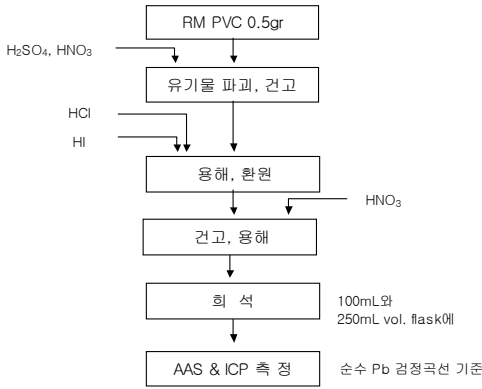 RM PVC 0.5gr
H₂SO₄, HNO₃
유기물 파괴, 건고
HCl
HI
용해, 환원
HNO₃
건고, 용해
희 석
100mL와
250mL vol. flask에
AAS & ICP 측 정
순수 Pb 검정곡선 기준